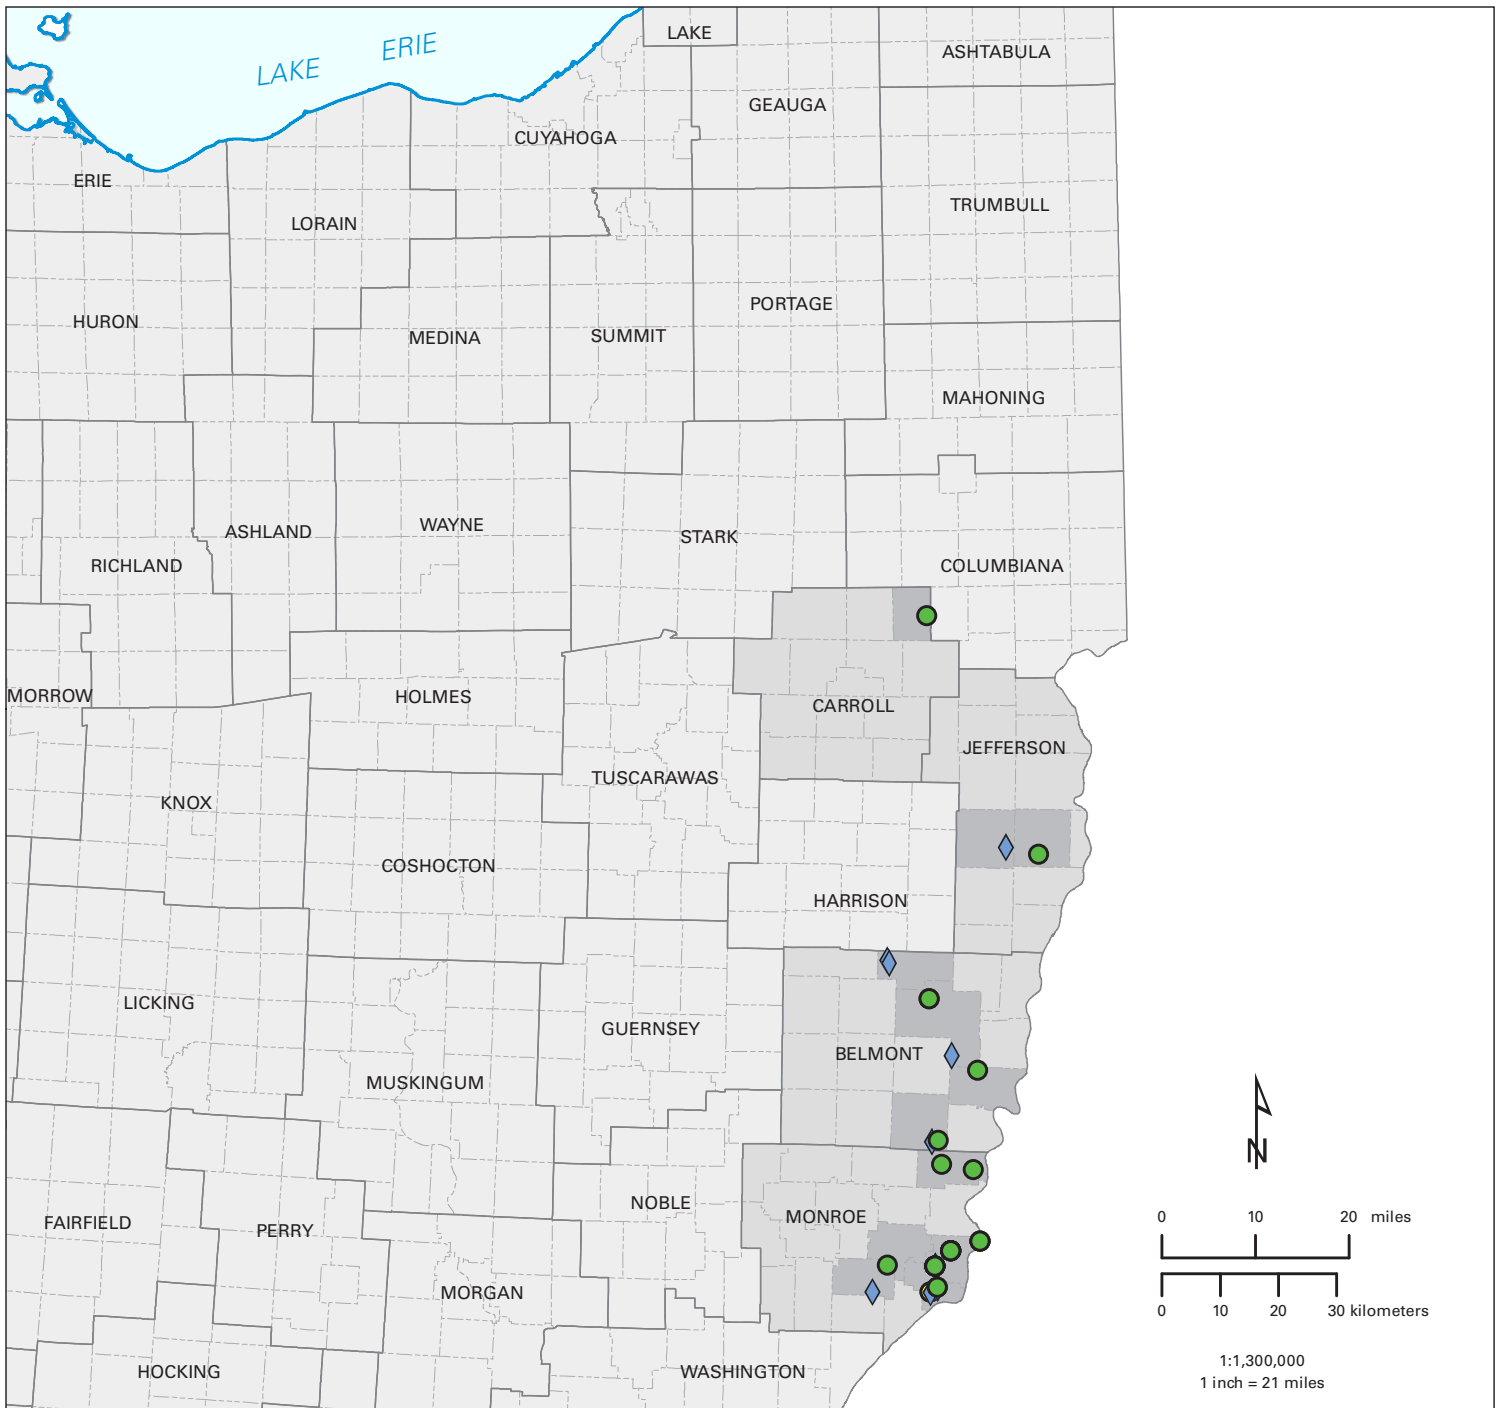 LAKE
ASHTABULA
LAKE ERIE
GEAUGA
CUYAHOGA
ERIE
TRUMBULL
LORAIN
PORTAGE
HURON
MEDINA
SUMMIT
MAHONING
WAYNE
ASHLAND
STARK
RICHLAND
COLUMBIANA
MORROW
HOLMES
CARROLL
JEFFERSON
TUSCARAWAS
KNOX
COSHOCTON
HARRISON
LICKING
GUERNSEY
BELMONT
MUSKINGUM
N
NOBLE
MONROE
FAIRFIELD
PERRY
0 10 20 miles
MORGAN
0 10 20 30 kilometers
1:1,300,000
HOCKING
WASHINGTON
1 inch = 21 miles